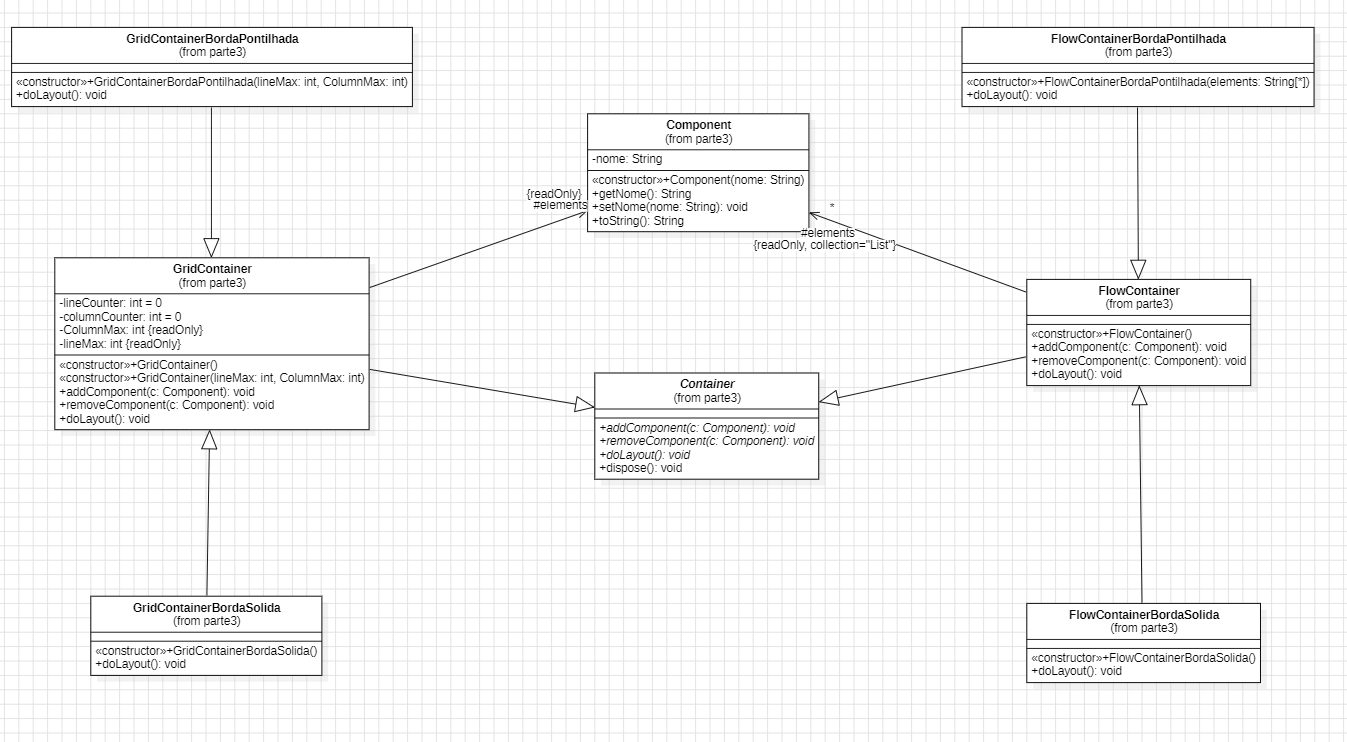 GridContainerBordaPontilhada
(from parte3)
«constructor»+GridContainerBordaPontilhada(lineMax: int, ColumnMax: int)
+doLayout(): void
FlowContainerBordaPontilhada
(from parte3)
«constructor»+FlowContainerBordaPontilhada(elements: String[*])
+doLayout(): void
Component
(from parte3)
-nome: String
«constructor»+Component(nome: String)
+getNome(): String
+setNome(nome: String): void
+toString(): String
{readOnly}
#elements
*
#elements
{readOnly, collection="List"}
GridContainer
(from parte3)
-lineCounter: int = 0
-columnCounter: int = 0
-ColumnMax: int {readOnly}
-lineMax: int {readOnly}
«constructor»+GridContainer()
«constructor»+GridContainer(lineMax: int, ColumnMax: int)
+addComponent(c: Component): void
+removeComponent(c: Component): void
+doLayout(): void
FlowContainer
(from parte3)
«constructor»+FlowContainer()
+addComponent(c: Component): void
+removeComponent(c: Component): void
+doLayout(): void
Container
(from parte3)
+addComponent(c: Component): void
+removeComponent(c: Component): void
+doLayout(): void
+dispose(): void
GridContainerBordaSolida
(from parte3)
«constructor»+GridContainerBordaSolida()
+doLayout(): void
FlowContainerBordaSolida
(from parte3)
«constructor»+FlowContainerBordaSolida()
+doLayout(): void